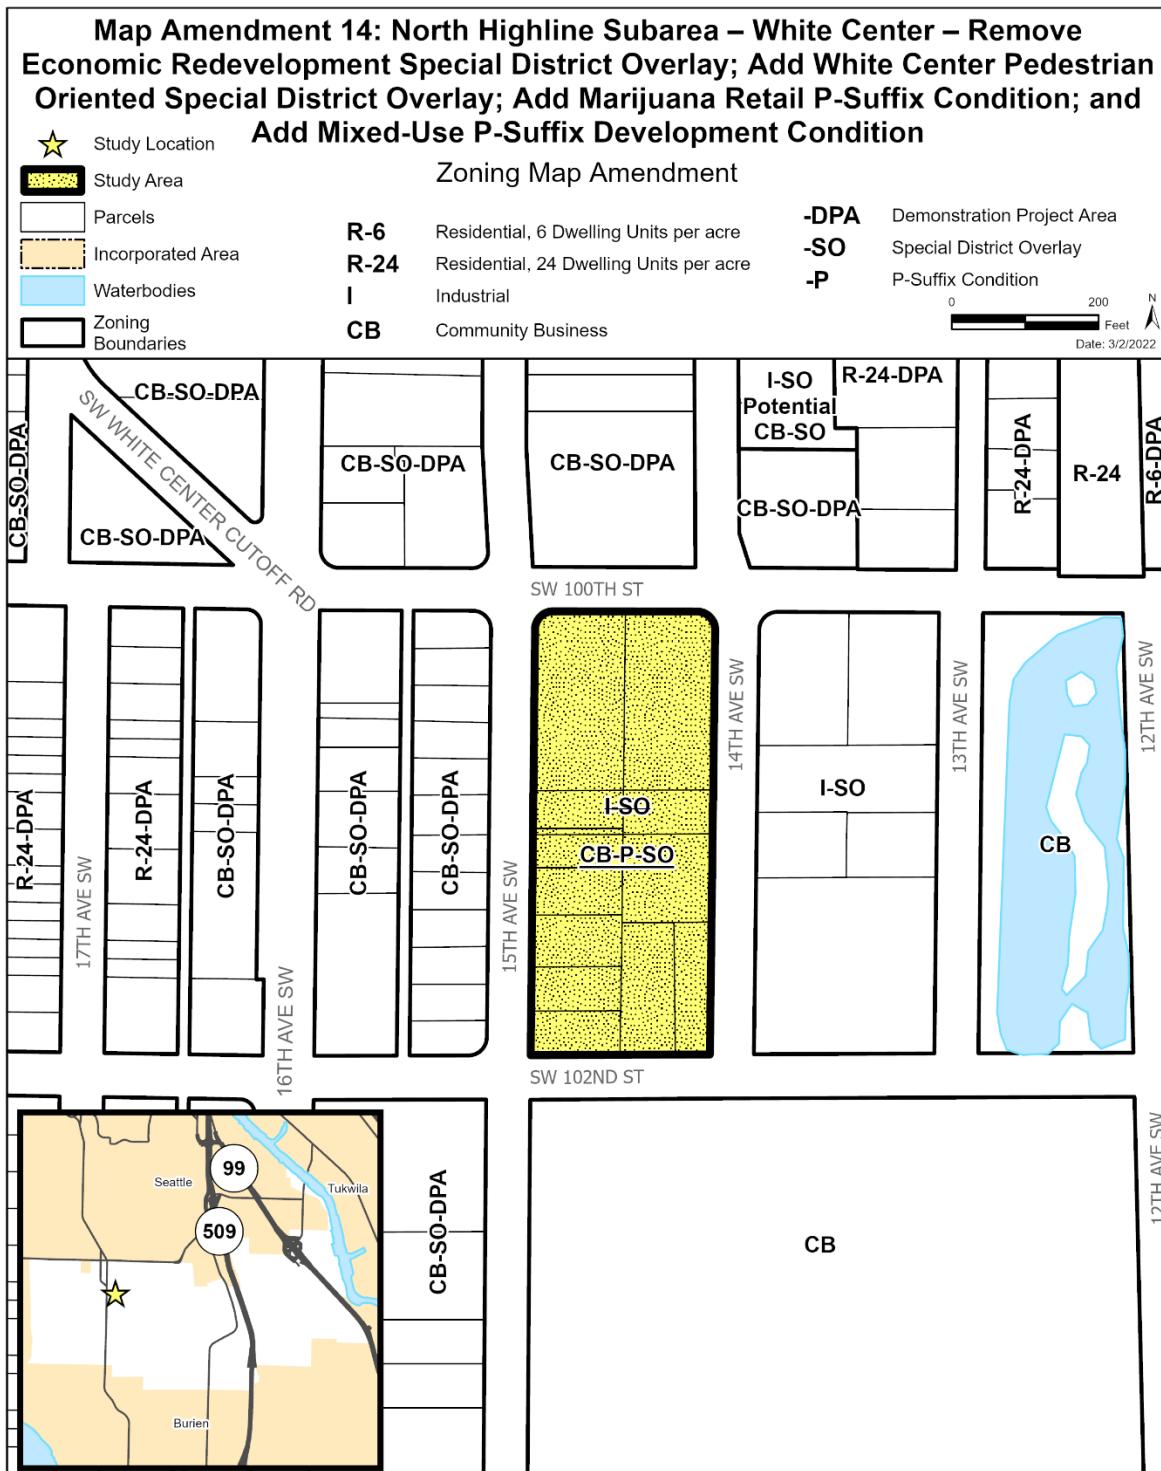 Map Amendment 14: North Highline Subarea – White Center – Remove
Economic Redevelopment Special District Overlay; Add White Center Pedestrian
Oriented Special District Overlay; Add Marijuana Retail P-Suffix Condition; and
Add Mixed-Use P-Suffix Development Condition
Zoning Map Amendment
Study Location
Study Area
Parcels
Incorporated Area
Waterbodies
Zoning
Boundaries
R-6 Residential, 6 Dwelling Units per acre
R-24 Residential, 24 Dwelling Units per acre
I Industrial
CB Community Business
-DPA Demonstration Project Area
-SO Special District Overlay
-P P-Suffix Condition
0 200
Feet
N
Date: 3/2/2022
CB-SO-DPA
CB-SO-DPA
CB-SO-DPA
SW WHITE CENTER CUTOFF RD
CB-SO-DPA
CB-SO-DPA
I-SO
Potential
CB-SO
CB-SO-DPA
R-24-DPA
R-24-DPA
R-24
R-6-DPA
SW 100TH ST
R-24-DPA
17TH AVE SW
R-24-DPA
CB-SO-DPA
16TH AVE SW
CB-SO-DPA
CB-SO-DPA
15TH AVE SW
I-SO
CB-P-SO
14TH AVE SW
I-SO
13TH AVE SW
CB
12TH AVE SW
SW 102ND ST
CB-SO-DPA
CB
12TH AVE SW
Seattle
99
Tukwila
509
Burien